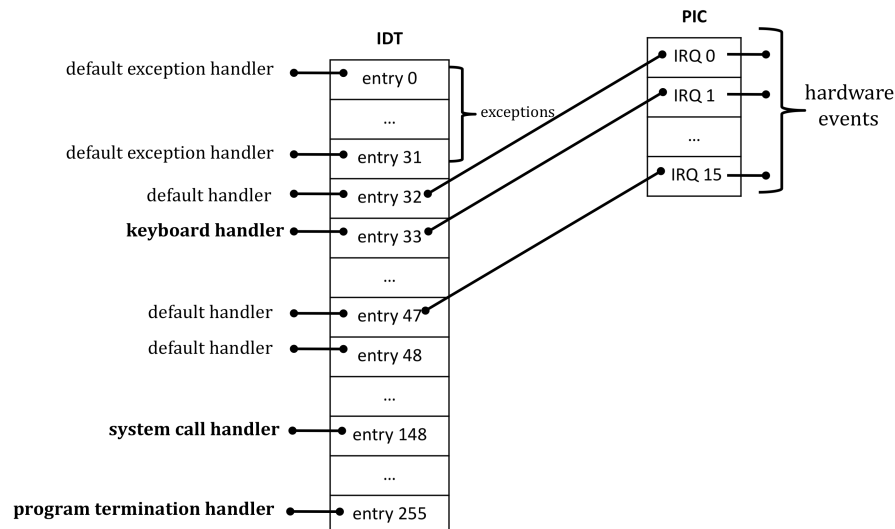 PIC
IDT
default exception handler
entry 0
exceptions
...
default exception handler
entry 31
default handler
entry 32
keyboard handler
entry 33
...
default handler
entry 47
default handler
entry 48
...
system call handler
entry 148
...
program termination handler
entry 255
IRQ 0
IRQ 1
...
IRQ 15
hardware
events